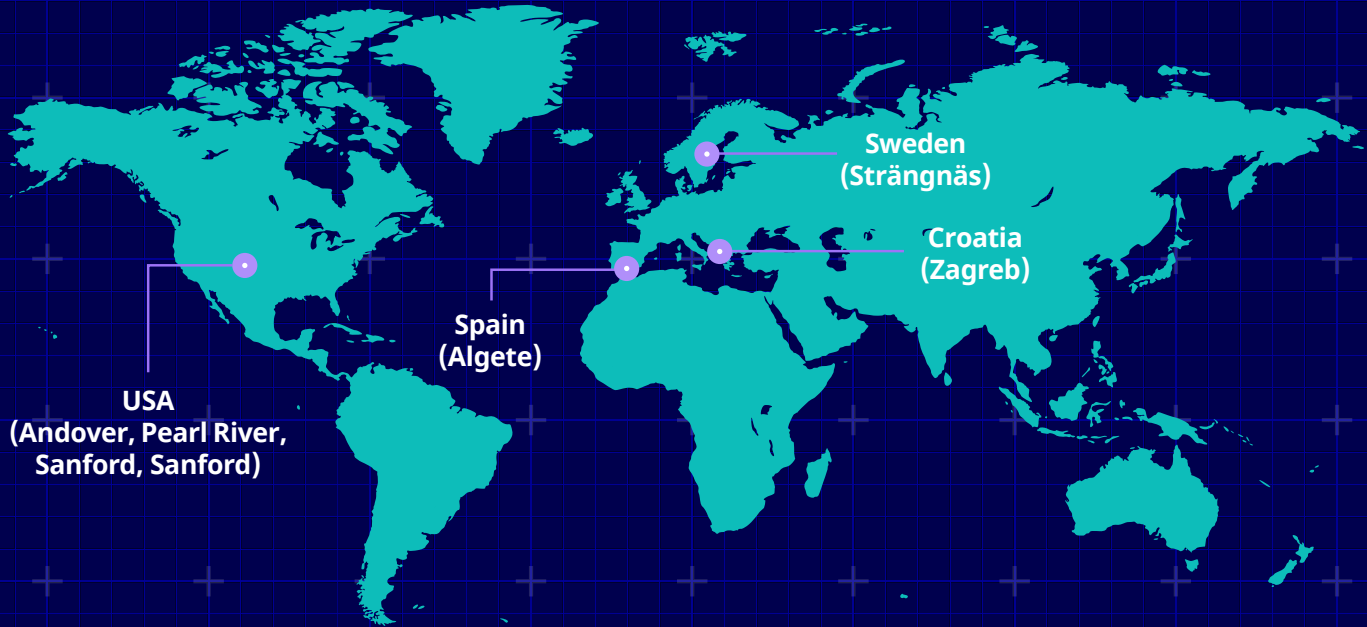 Sweden
(Strängnäs)
Croatia
(Zagreb)
Spain
(Algete)
USA
(Andover, Pearl River,
Sanford, Sanford)